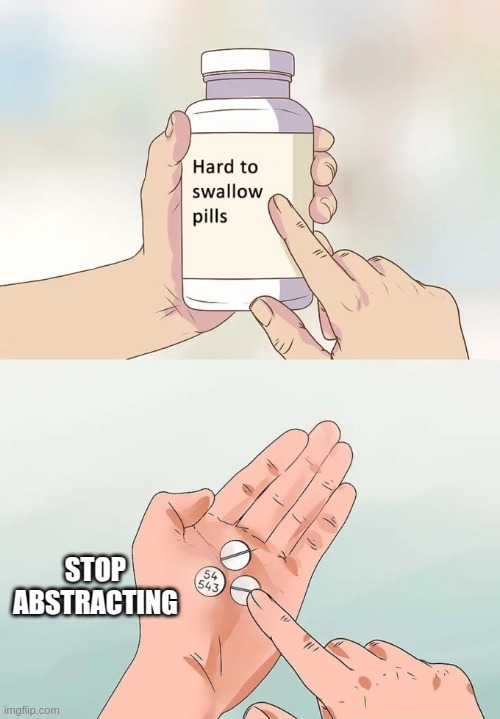 Hard to
swallow
pills
STOP
ABSTRACTING
54
543
imgflip.com